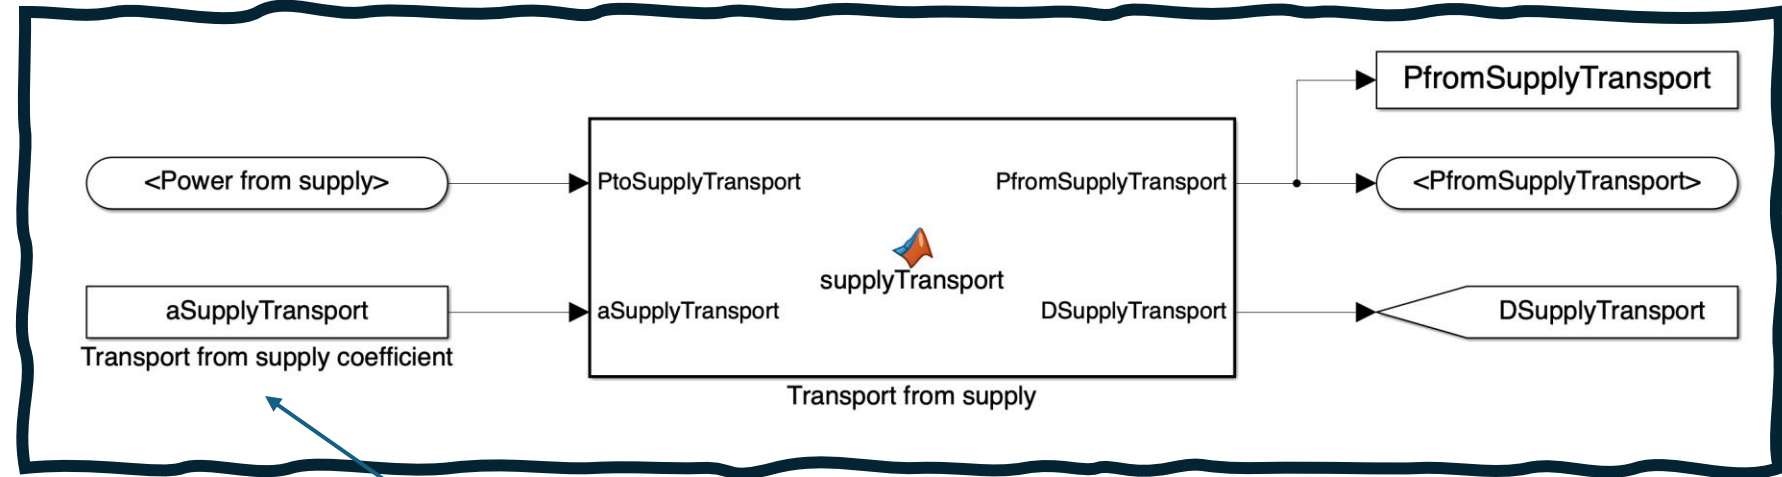 PfromSupplyTransport
<Power from supply>
PtoSupplyTransport
PfromSupplyTransport
<PfromSupplyTransport>
supplyTransport
aSupplyTransport
aSupplyTransport
DSupplyTransport
DSupplyTransport
Transport from supply coefficient
Transport from supply